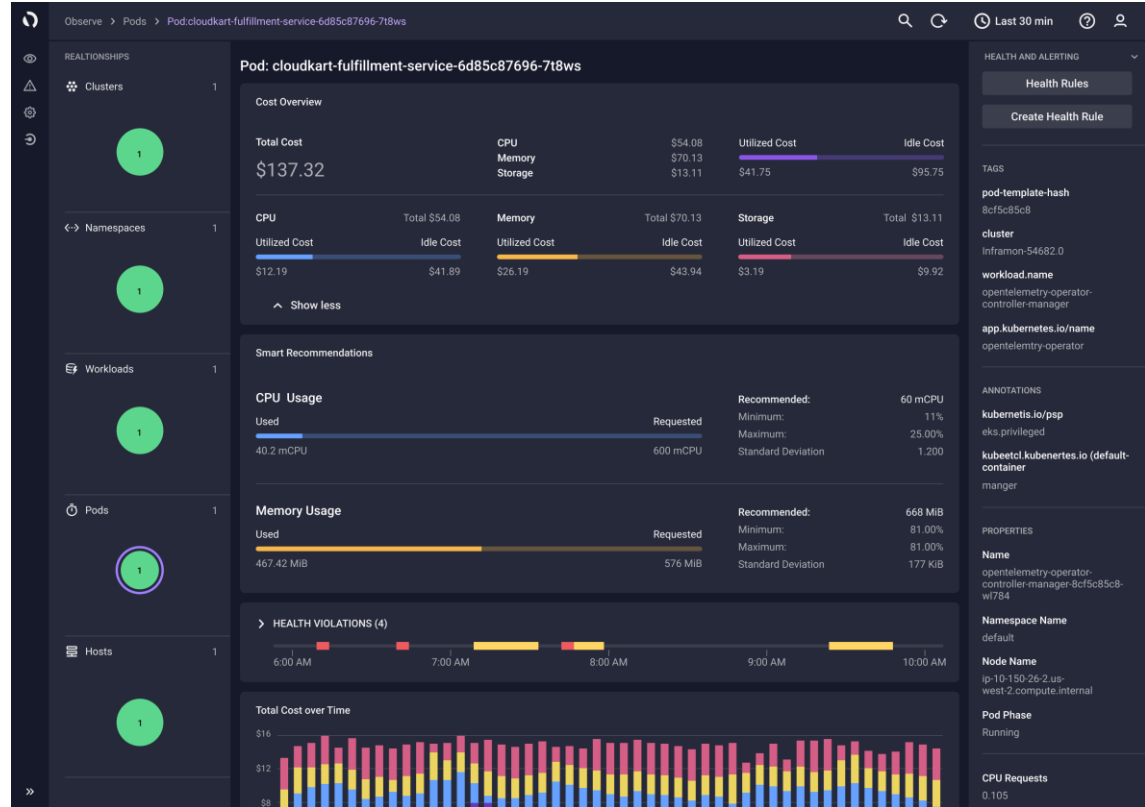 Observe > Pods > Pod:cloudkart-fulfillment-service-6d85c87696-7t8ws
Last 30 min
REALTIONSHIPS
Clusters 1
1
Namespaces 1
1
Workloads 1
1
Pods 1
1
Hosts 1
1
Pod: cloudkart-fulfillment-service-6d85c87696-7t8ws
Cost Overview
Total Cost
$137.32
CPU $54.08
Memory $70.13
Storage $13.11
Utilized Cost Idle Cost
$41.75 $95.75
CPU Total $54.08
Utilized Cost Idle Cost
$12.19 $41.89
Memory Total $70.13
Utilized Cost Idle Cost
$26.19 $43.94
Storage Total $13.11
Utilized Cost Idle Cost
$3.19 $9.92
Show less
Smart Recommendations
CPU Usage
Used Requested
40.2 mCPU 600 mCPU
Recommended: 60 mCPU
Minimum: 11%
Maximum: 25.00%
Standard Deviation 1.200
Memory Usage
Used Requested
467.42 MiB 576 MiB
Recommended: 668 MiB
Minimum: 81.00%
Maximum: 81.00%
Standard Deviation 177 KiB
HEALTH VIOLATIONS (4)
6:00 AM 7:00 AM 8:00 AM 9:00 AM 10:00 AM
Total Cost over Time
$16
$12
$8
HEALTH AND ALERTING
Health Rules
Create Health Rule
TAGS
pod-template-hash
8cf5c85c8
cluster
Inframon-54682.0
workload.name
opentelemetry-operator-
controller-manager
app.kubernetes.io/name
opentelemtry-operator
ANNOTATIONS
kubernetis.io/psp
eks.privileged
kubeetcl.kubenertes.io (default-
container
manger
PROPERTIES
Name
opentelemetry-operator-
controller-manager-8cf5c85c8-
wl784
Namespace Name
default
Node Name
ip-10-150-26-2.us-
west-2.compute.internal
Pod Phase
Running
CPU Requests
0.105